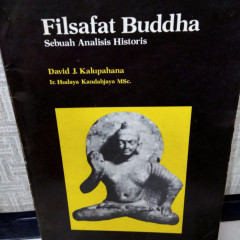 Filsafat Buddha
Sebuah Analisis Historis
David J. Kalupahana
Ir. Hudaya Kandahjaya MSc.